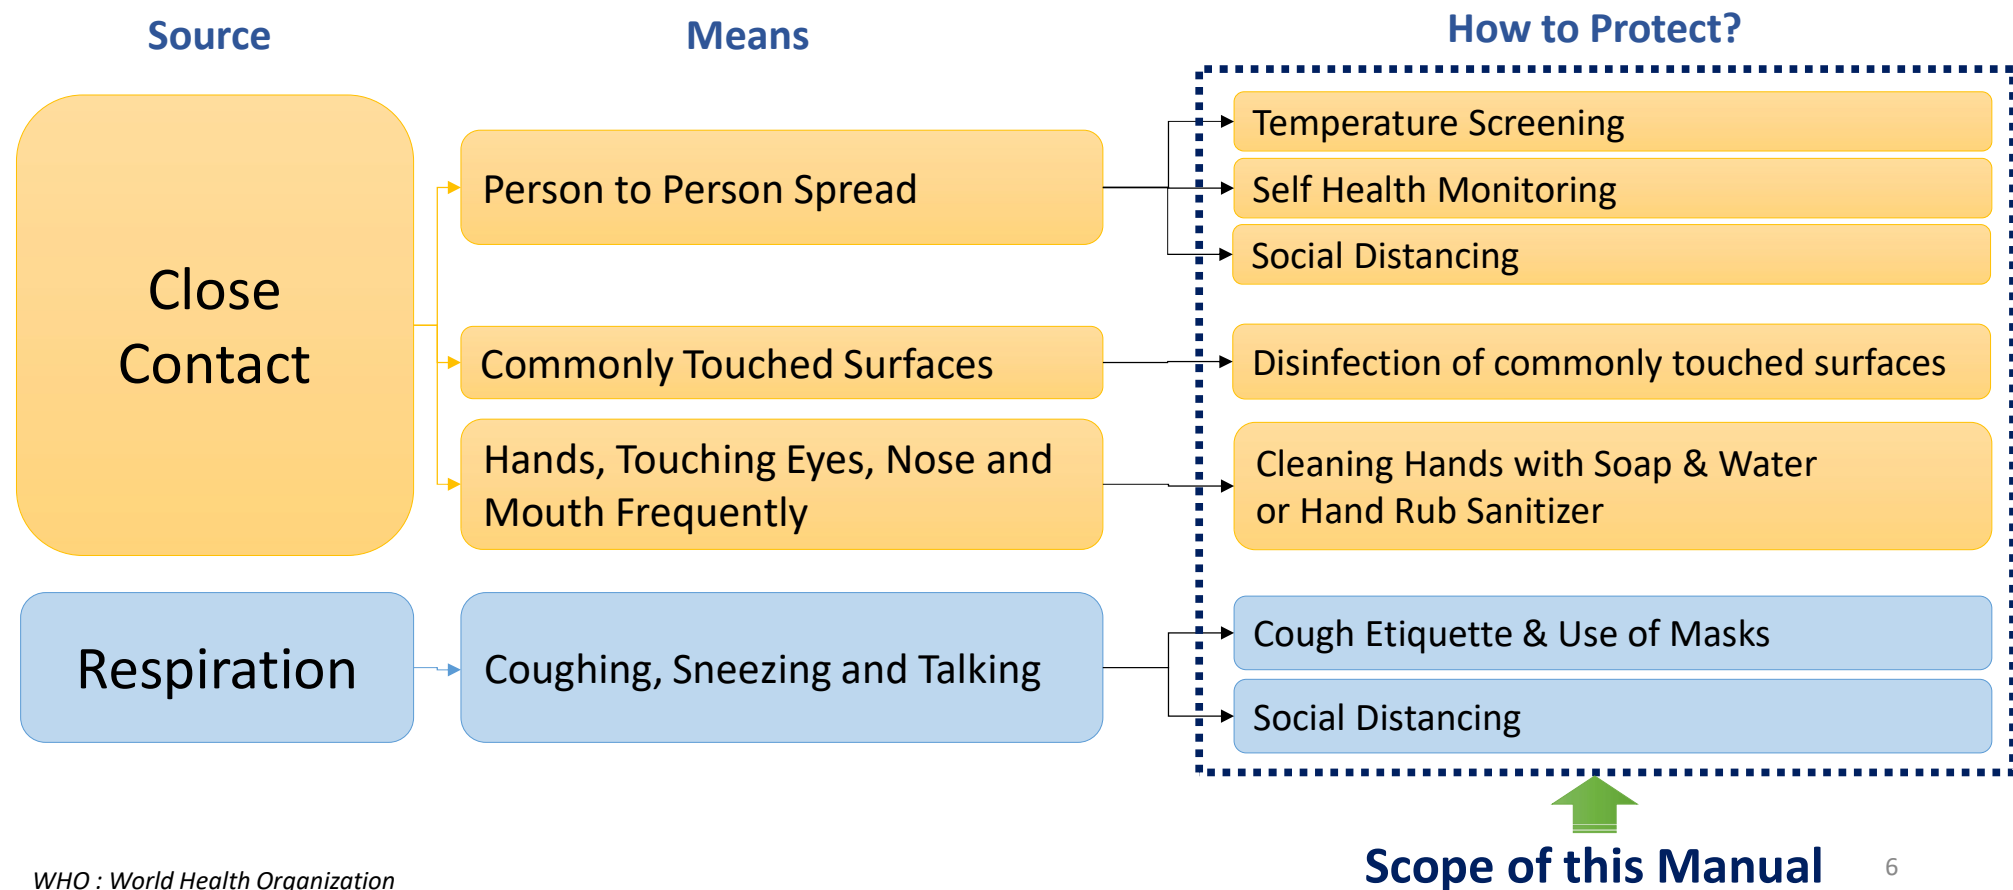 Source
Means
How to Protect?
Close
Contact
Person to Person Spread
Temperature Screening
Self Health Monitoring
Social Distancing
Commonly Touched Surfaces
Disinfection of commonly touched surfaces
Hands, Touching Eyes, Nose and
Mouth Frequently
Cleaning Hands with Soap & Water
or Hand Rub Sanitizer
Respiration
Coughing, Sneezing and Talking
Cough Etiquette & Use of Masks
Social Distancing
Scope of this Manual
WHO : World Health Organization
6